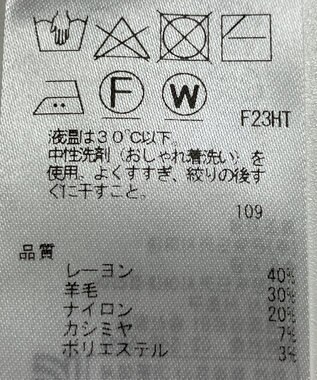 F W
F23HT
液温は30℃以下
中性洗剤（おしゃれ着洗い）を
使用、よくすすぎ、絞りの後す
ぐに干すこと。
109
品質
レーヨン 40%
羊毛 30%
ナイロン 20%
カシミヤ 7%
ポリエステル 3%